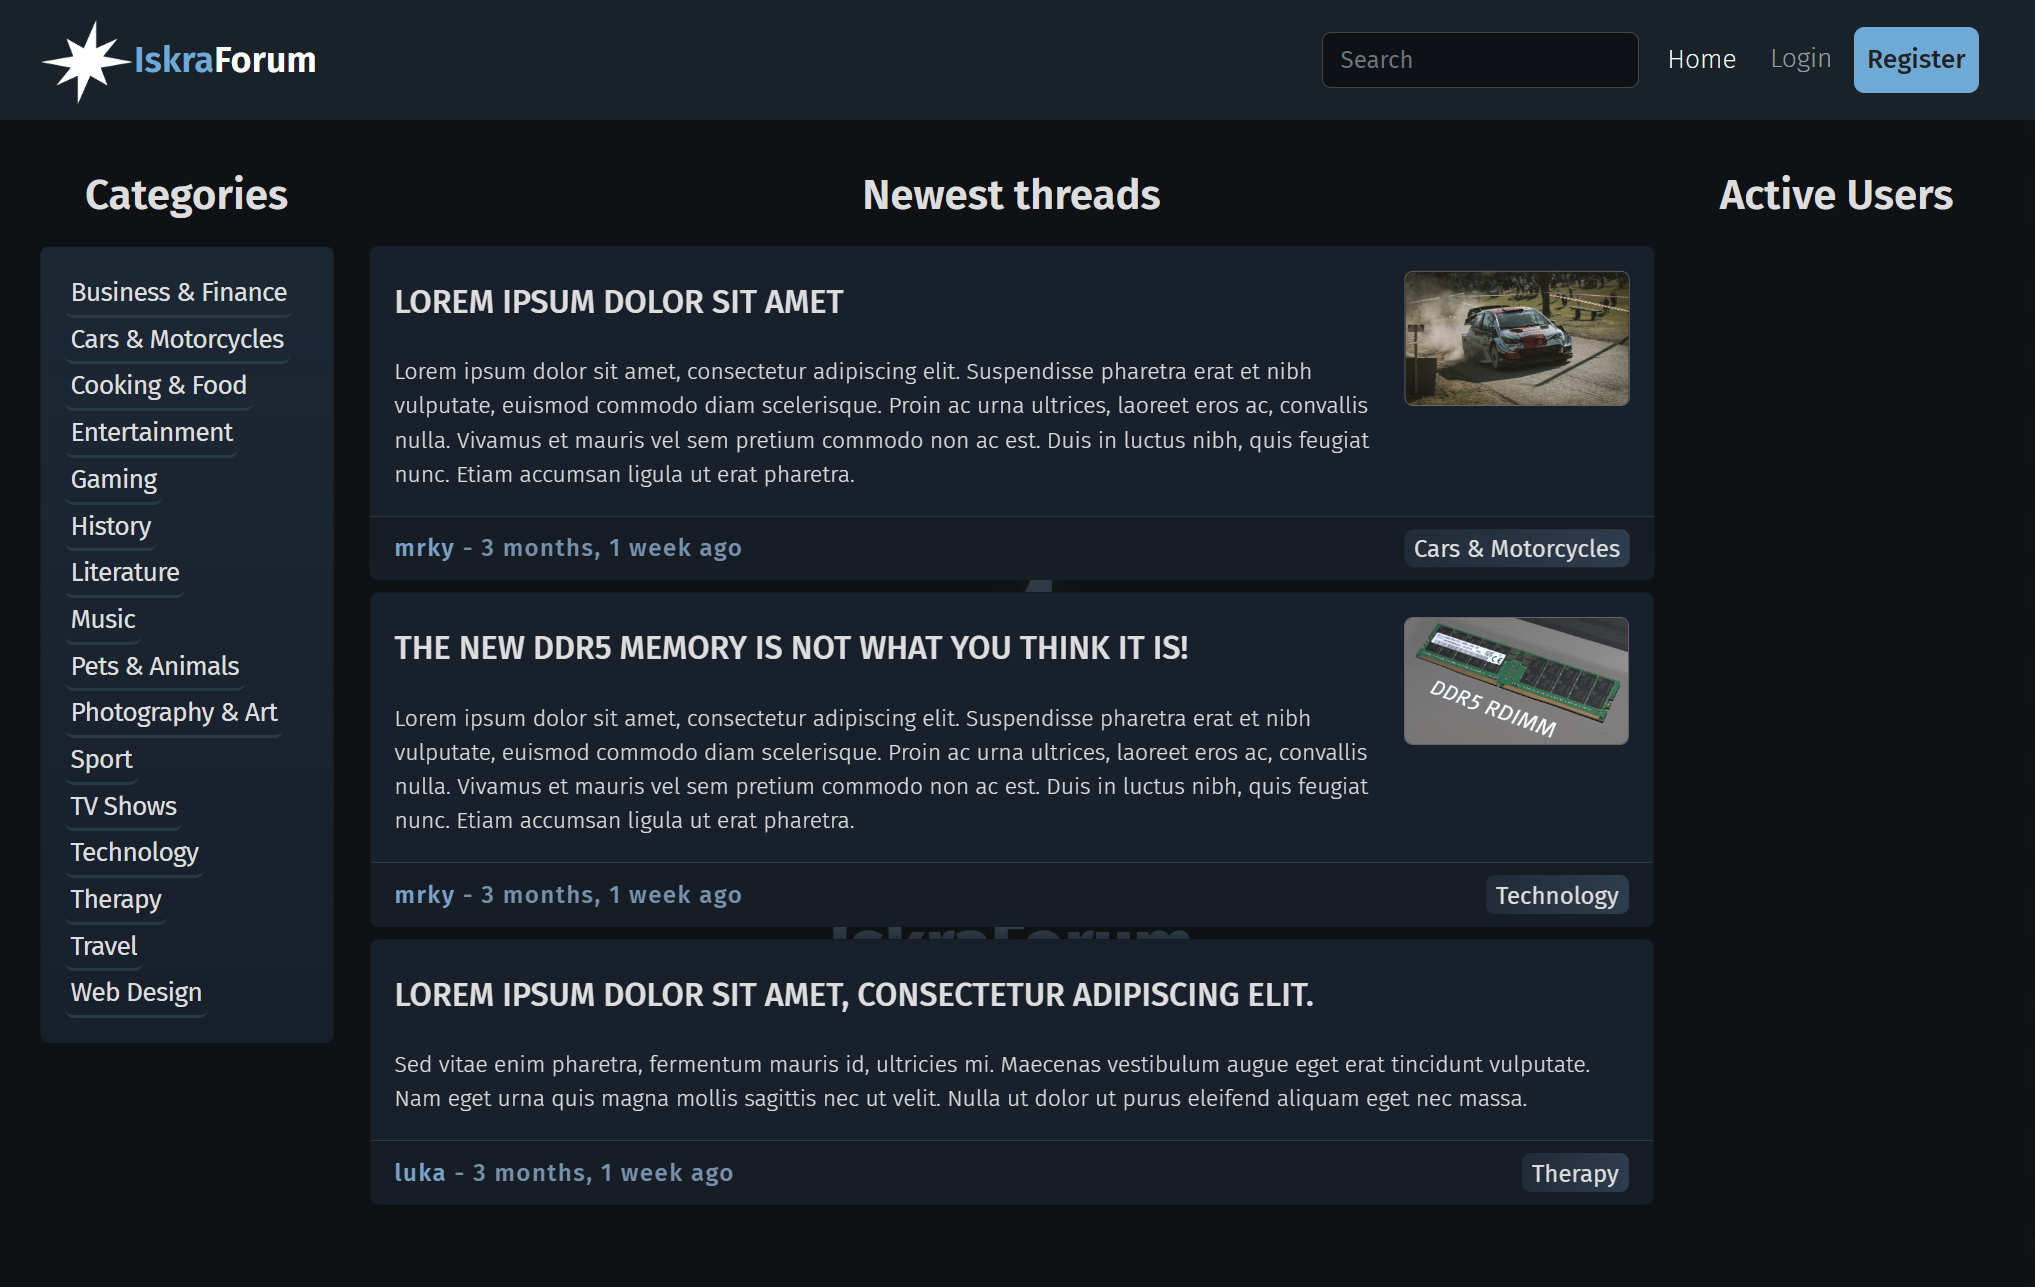 IskraForum
Search
Home
Login
Register
Categories
Newest threads
Active Users
Business & Finance
Cars & Motorcycles
Cooking & Food
Entertainment
Gaming
History
Literature
Music
Pets & Animals
Photography & Art
Sport
TV Shows
Technology
Therapy
Travel
Web Design
LOREM IPSUM DOLOR SIT AMET
Lorem ipsum dolor sit amet, consectetur adipiscing elit. Suspendisse pharetra erat et nibh
vulputate, euismod commodo diam scelerisque. Proin ac urna ultrices, laoreet eros ac, convallis
nulla. Vivamus et mauris vel sem pretium commodo non ac est. Duis in luctus nibh, quis feugiat
nunc. Etiam accumsan ligula ut erat pharetra.
mrky - 3 months, 1 week ago
Cars & Motorcycles
THE NEW DDR5 MEMORY IS NOT WHAT YOU THINK IT IS!
DDR5 RDIMM
Lorem ipsum dolor sit amet, consectetur adipiscing elit. Suspendisse pharetra erat et nibh
vulputate, euismod commodo diam scelerisque. Proin ac urna ultrices, laoreet eros ac, convallis
nulla. Vivamus et mauris vel sem pretium commodo non ac est. Duis in luctus nibh, quis feugiat
nunc. Etiam accumsan ligula ut erat pharetra.
mrky - 3 months, 1 week ago
Technology
IskraForum
LOREM IPSUM DOLOR SIT AMET, CONSECTETUR ADIPISCING ELIT.
Sed vitae enim pharetra, fermentum mauris id, ultricies mi. Maecenas vestibulum augue eget erat tincidunt vulputate.
Nam eget urna quis magna mollis sagittis nec ut velit. Nulla ut dolor ut purus eleifend aliquam eget nec massa.
luka - 3 months, 1 week ago
Therapy